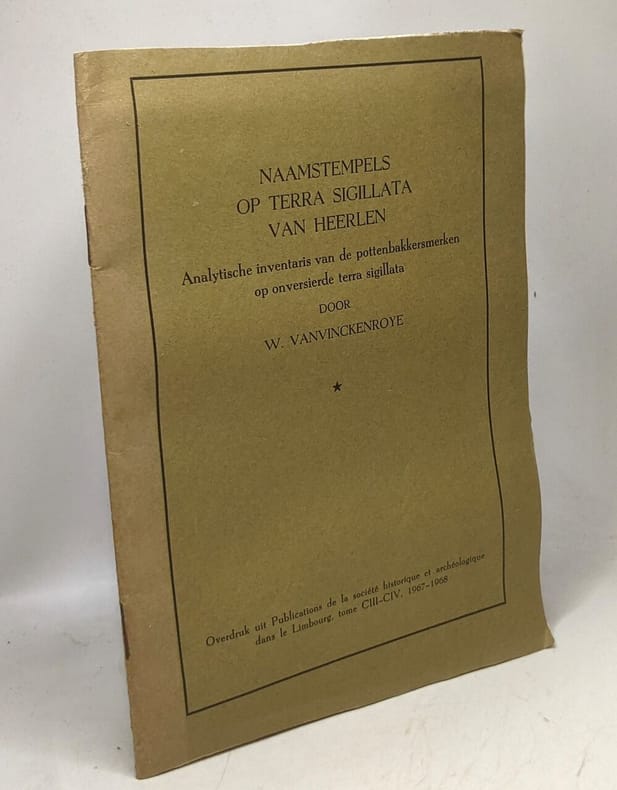 NAAMSTEMPELS
OP TERRA SIGILLATA
VAN HEERLEN
Analytische inventaris van de pottenbakkersmerken
op onversierde terra sigillata
DOOR
W. VANVINCKENROYE
★
Overdruk uit Publications de la société historique et archéologique
dans le Limbourg, tome CIII-CIV, 1967-1968